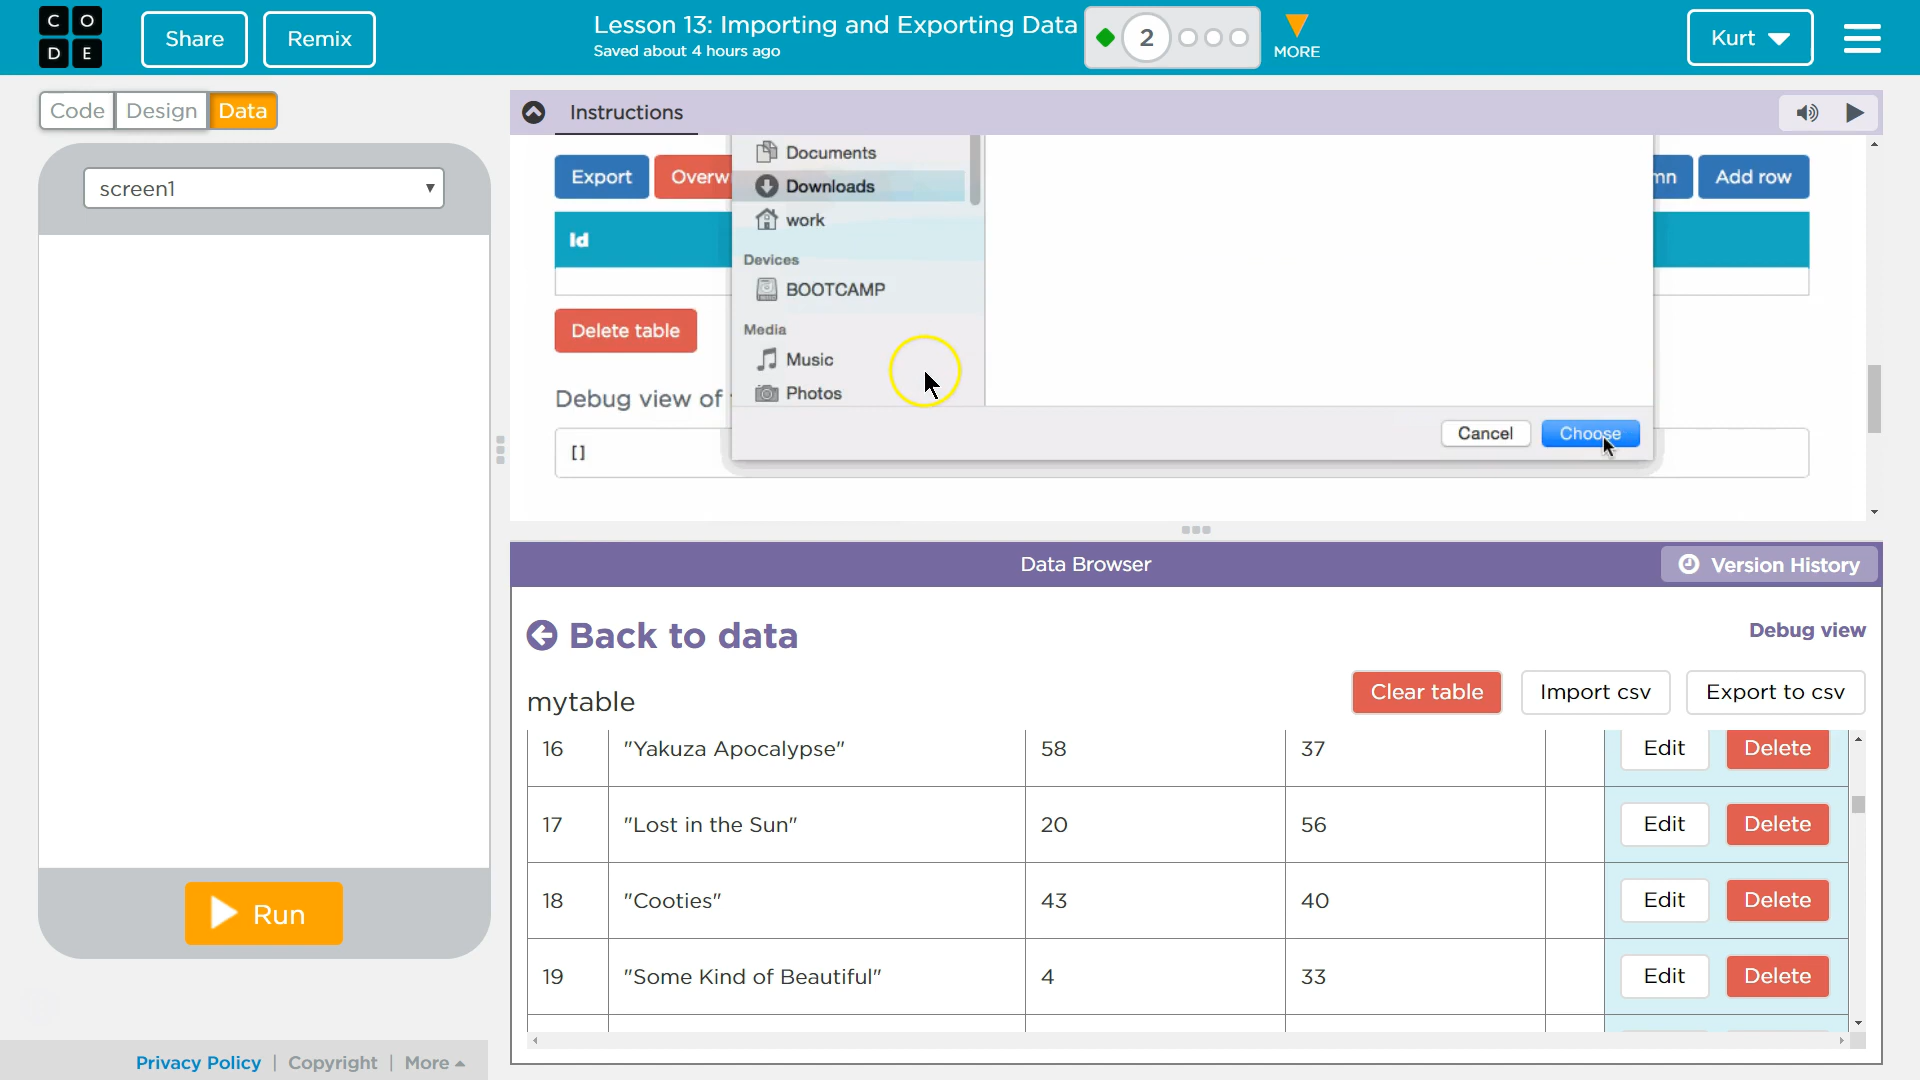 C O
D E
Share
Remix
Lesson 13: Importing and Exporting Data
Saved about 4 hours ago
2
MORE
Kurt
Code
Design
Data
Instructions
screen1
Documents
Export
Overw
Downloads
mn
Add row
work
Id
Devices
BOOTCAMP
Delete table
Media
Music
Photos
Debug view of
Cancel
Choose
[]
Data Browser
Version History
Back to data
Debug view
mytable
Clear table
Import csv
Export to csv
16 "Yakuza Apocalypse" 58 37 Edit Delete
17 "Lost in the Sun" 20 56 Edit Delete
18 "Cooties" 43 40 Edit Delete
19 "Some Kind of Beautiful" 4 33 Edit Delete
Run
Privacy Policy | Copyright | More